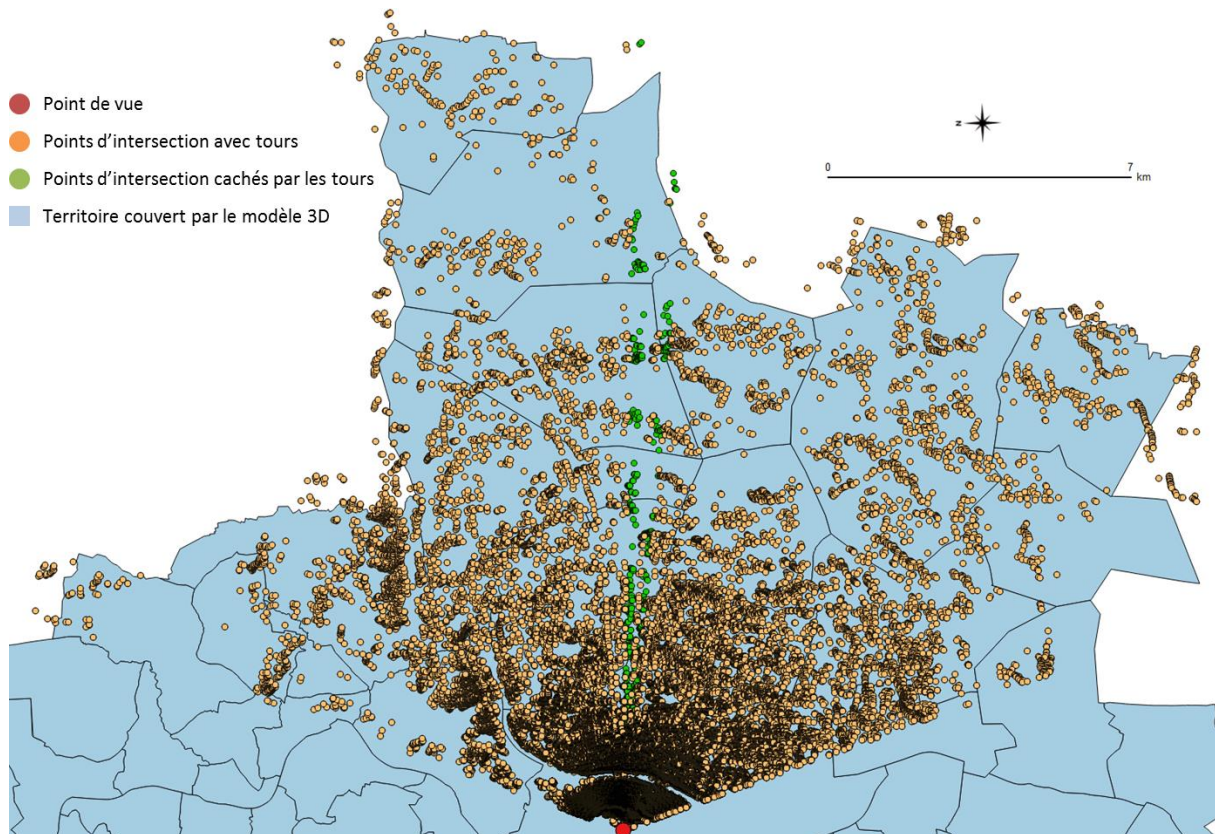 Point de vue
Points d'intersection avec tours
Points d'intersection cachés par les tours
Territoire couvert par le modèle 3D
z
0 7
km